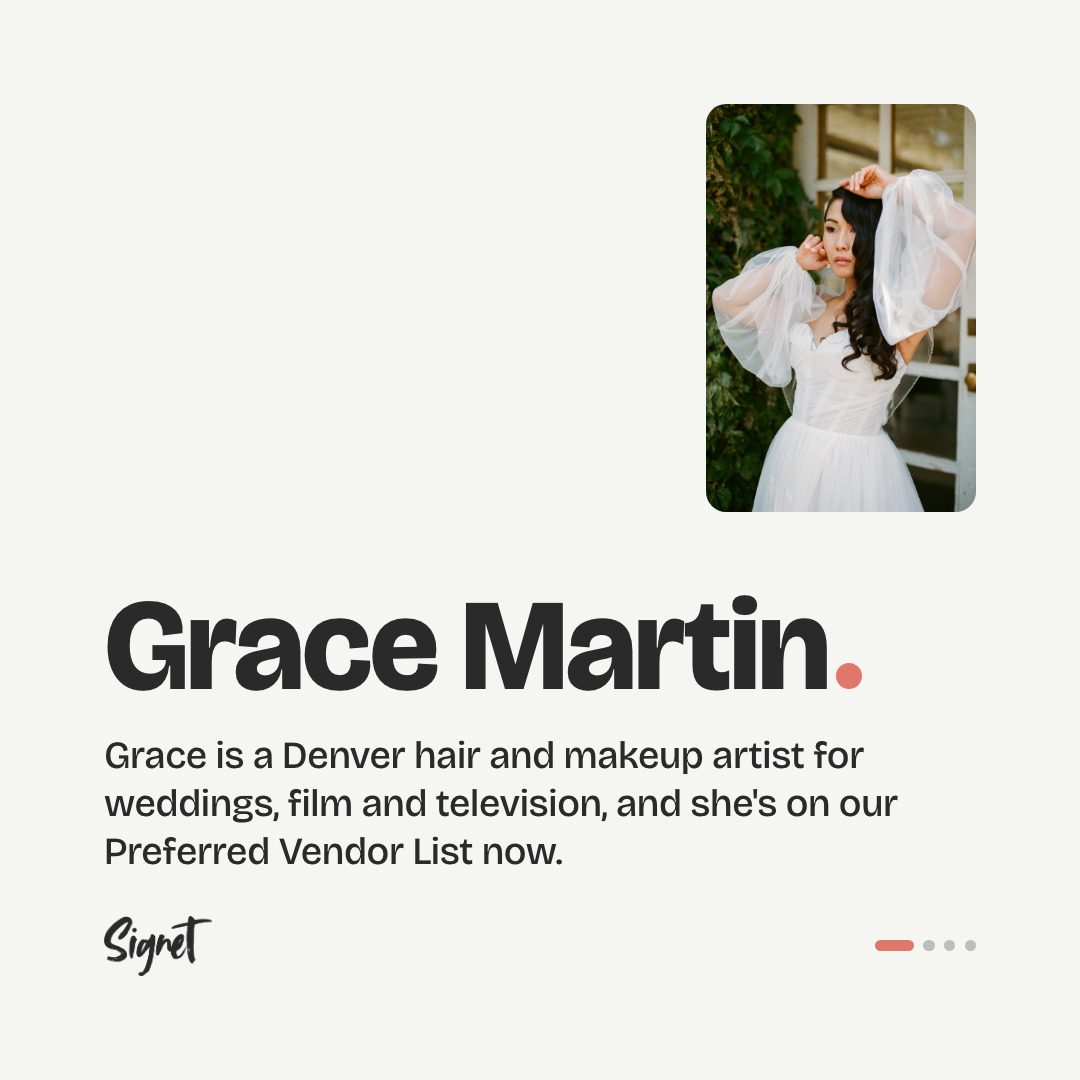 Grace Martin.
Grace is a Denver hair and makeup artist for
weddings, film and television, and she's on our
Preferred Vendor List now.
Signet